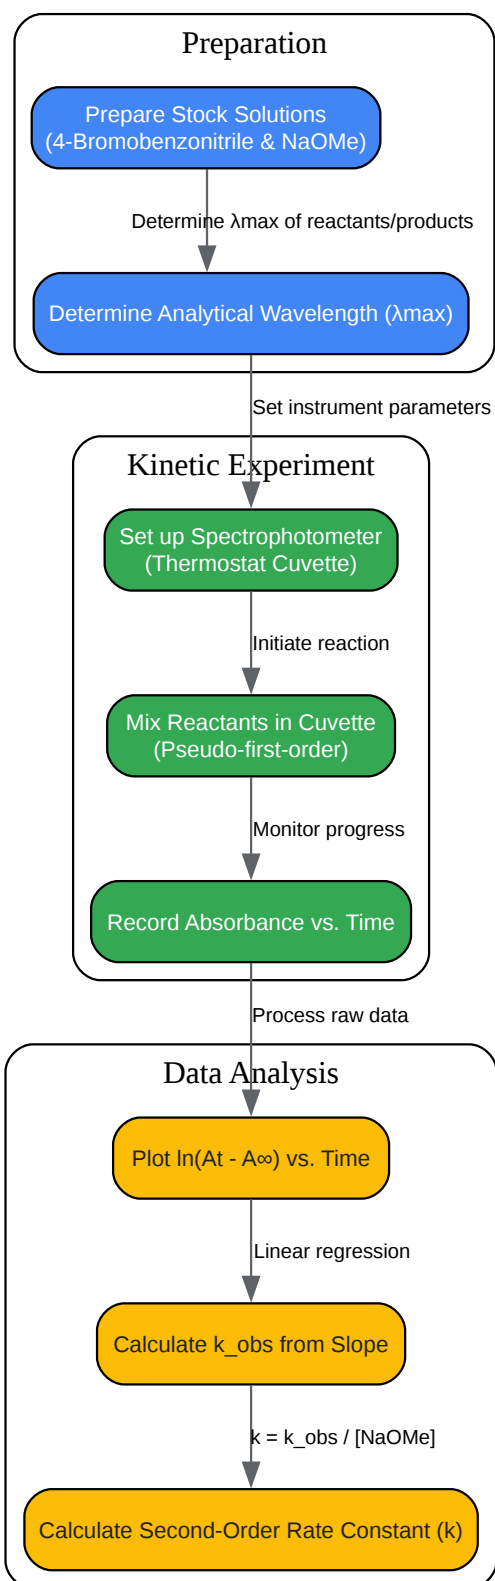 Preparation
Prepare Stock Solutions
(4-Bromobenzonitrile & NaOMe)
Determine λmax of reactants/products
Determine Analytical Wavelength (λmax)
Set instrument parameters
Kinetic Experiment
Set up Spectrophotometer
(Thermostat Cuvette)
Initiate reaction
Mix Reactants in Cuvette
(Pseudo-first-order)
Monitor progress
Record Absorbance vs. Time
Process raw data
Data Analysis
Plot ln(At - A∞) vs. Time
Linear regression
Calculate k_obs from Slope
k = k_obs / [NaOMe]
Calculate Second-Order Rate Constant (k)